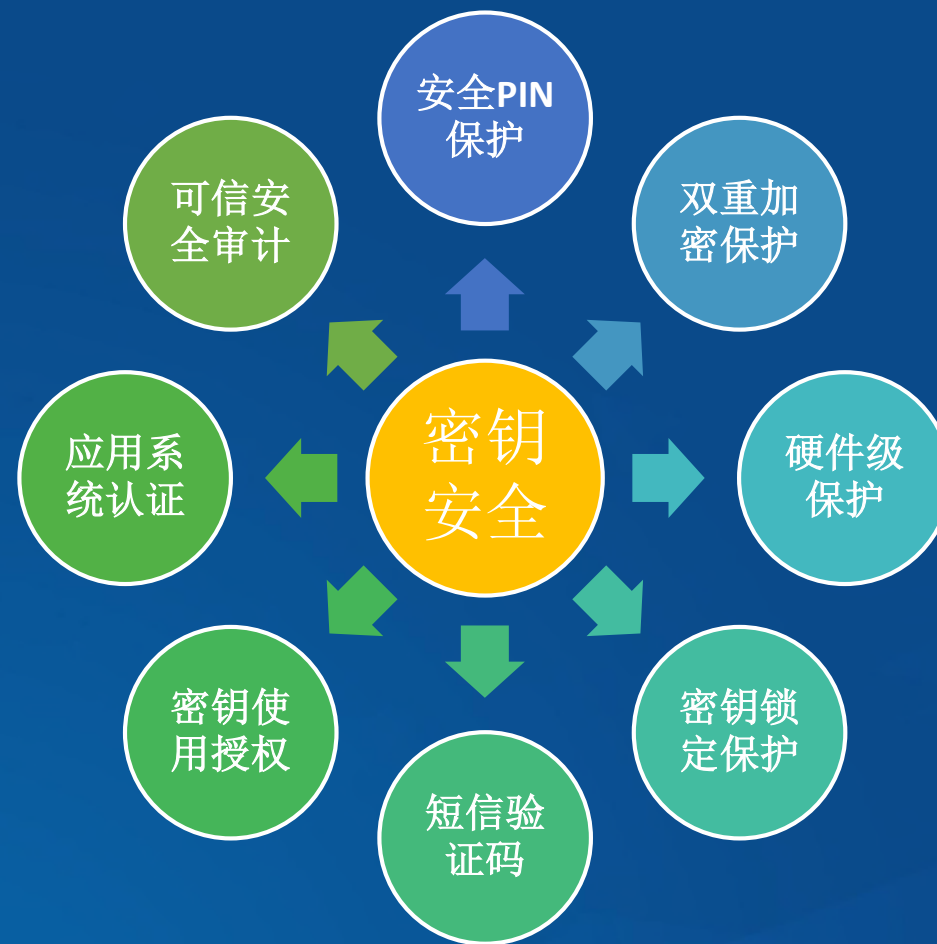 安全PIN
保护
双重加
密保护
硬件级
保护
密钥锁
定保护
短信验
证码
密钥使
用授权
应用系
统认证
可信安
全审计
密钥
安全